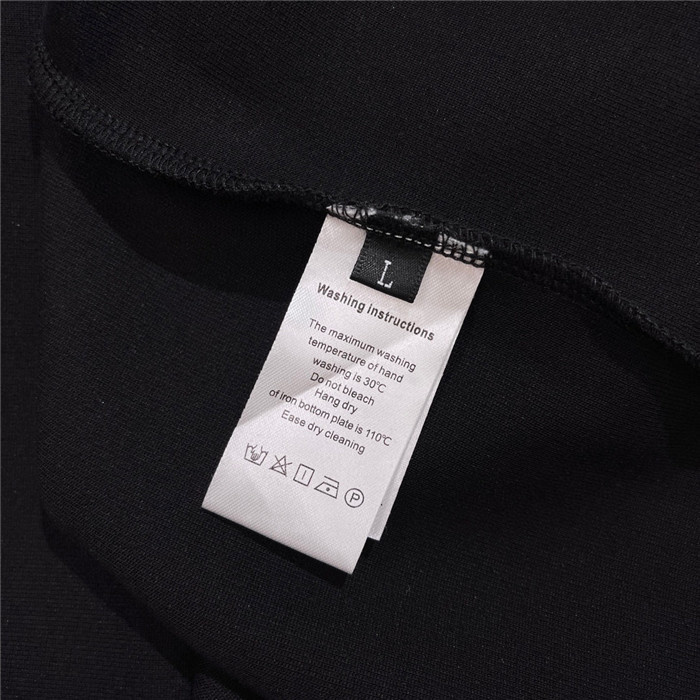 L
Washing instructions
The maximum washing
temperature of hand
washing is 30℃
Do not bleach
Hang dry
of iron bottom plate is 110℃
Ease dry cleaning
P